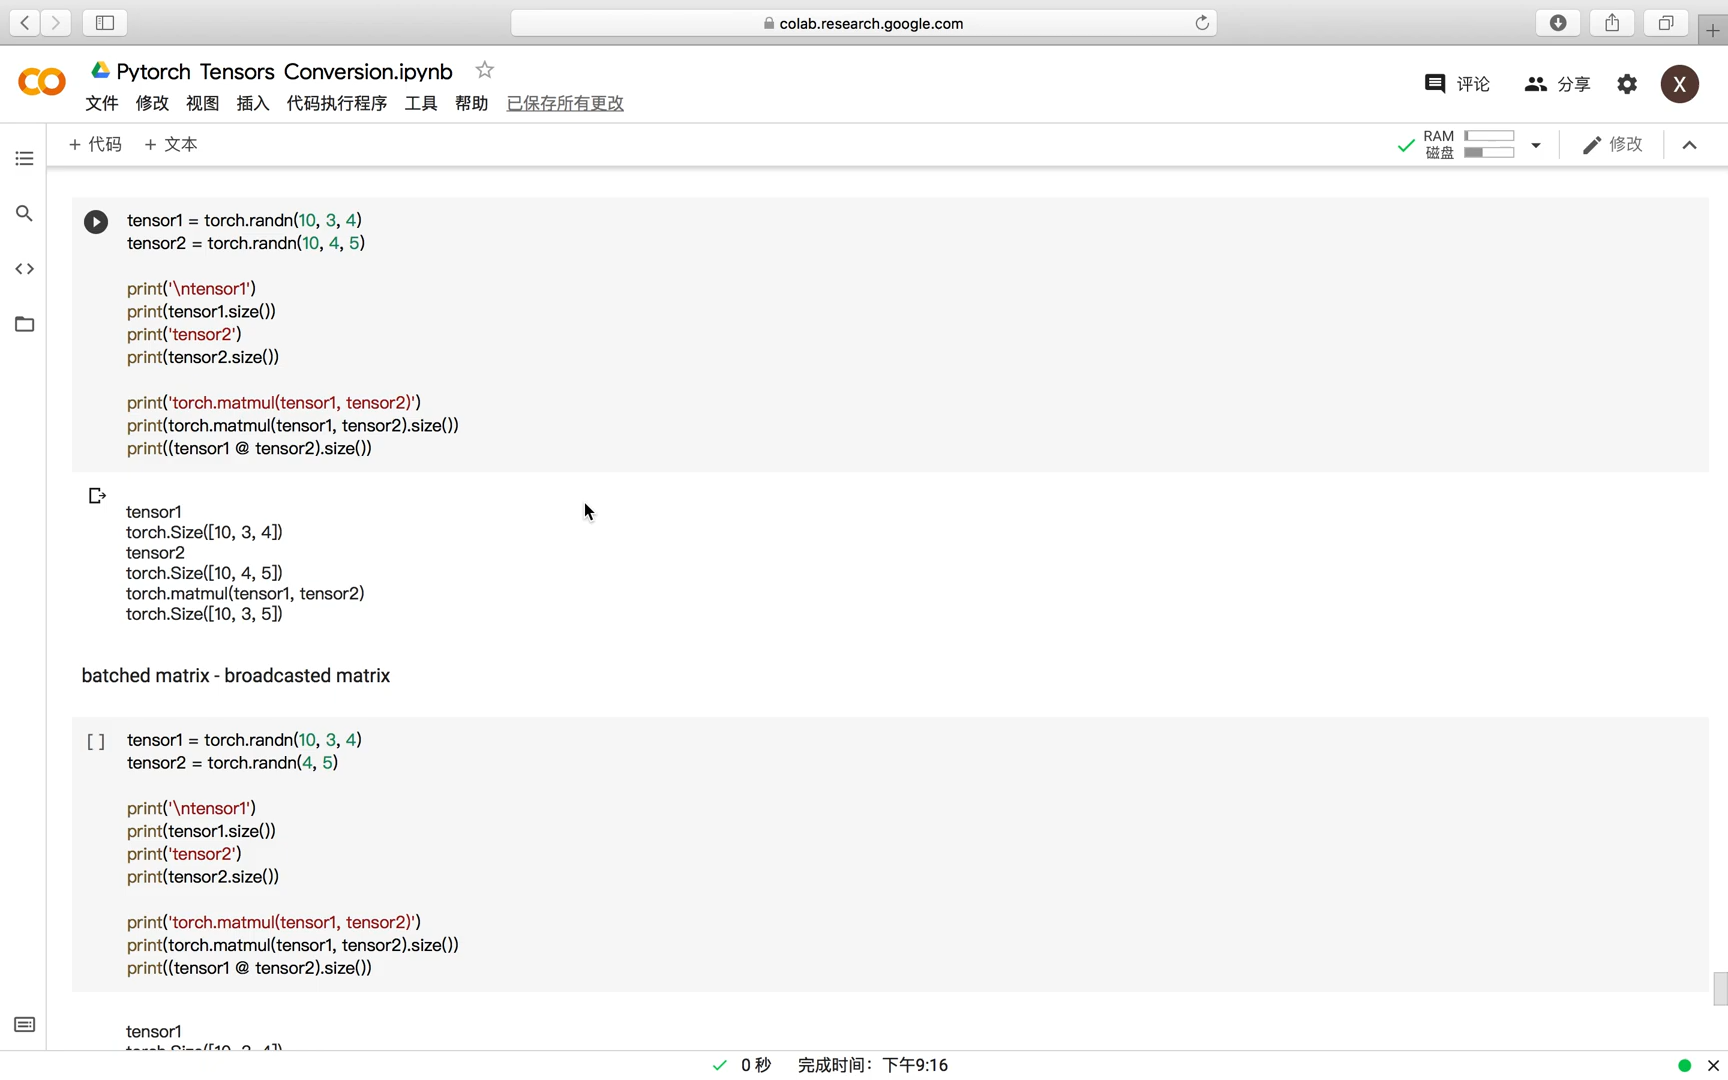 colab.research.google.com
Pytorch Tensors Conversion.ipynb
评论
分享
X
文件 修改 视图 插入 代码执行程序 工具 帮助 已保存所有更改
+ 代码 + 文本
RAM
磁盘
修改
tensor1 = torch.randn(10, 3, 4)
tensor2 = torch.randn(10, 4, 5)
print('\ntensor1')
print(tensor1.size())
print('tensor2')
print(tensor2.size())
print('torch.matmul(tensor1, tensor2)')
print(torch.matmul(tensor1, tensor2).size())
print((tensor1 @ tensor2).size())
tensor1
torch.Size([10, 3, 4])
tensor2
torch.Size([10, 4, 5])
torch.matmul(tensor1, tensor2)
torch.Size([10, 3, 5])
batched matrix - broadcasted matrix
[ ]
tensor1 = torch.randn(10, 3, 4)
tensor2 = torch.randn(4, 5)
print('\ntensor1')
print(tensor1.size())
print('tensor2')
print(tensor2.size())
print('torch.matmul(tensor1, tensor2)')
print(torch.matmul(tensor1, tensor2).size())
print((tensor1 @ tensor2).size())
tensor1
torch.Size([10, 3, 4])
0 秒 完成时间：下午9:16